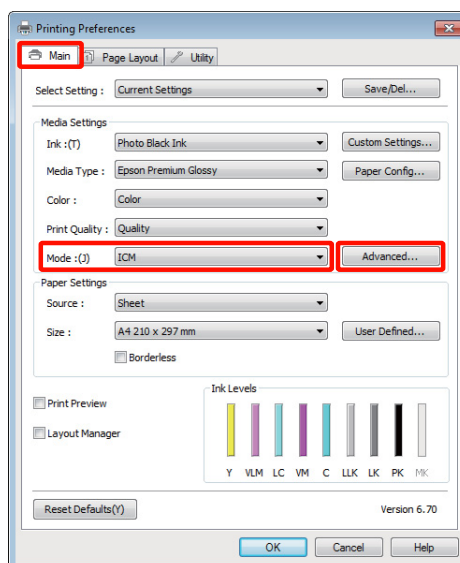 Printing Preferences
Main Page Layout Utility
Select Setting : Current Settings Save/Del...
Media Settings
Ink :(T) Photo Black Ink Custom Settings...
Media Type : Epson Premium Glossy Paper Config...
Color : Color
Print Quality : Quality
Mode :(J) ICM Advanced...
Paper Settings
Source : Sheet
Size : A4 210 x 297 mm User Defined...
Borderless
Ink Levels
Print Preview
Layout Manager
Y VLM LC VM C LLK LK PK MK
Reset Defaults(Y) Version 6.70
OK Cancel Help